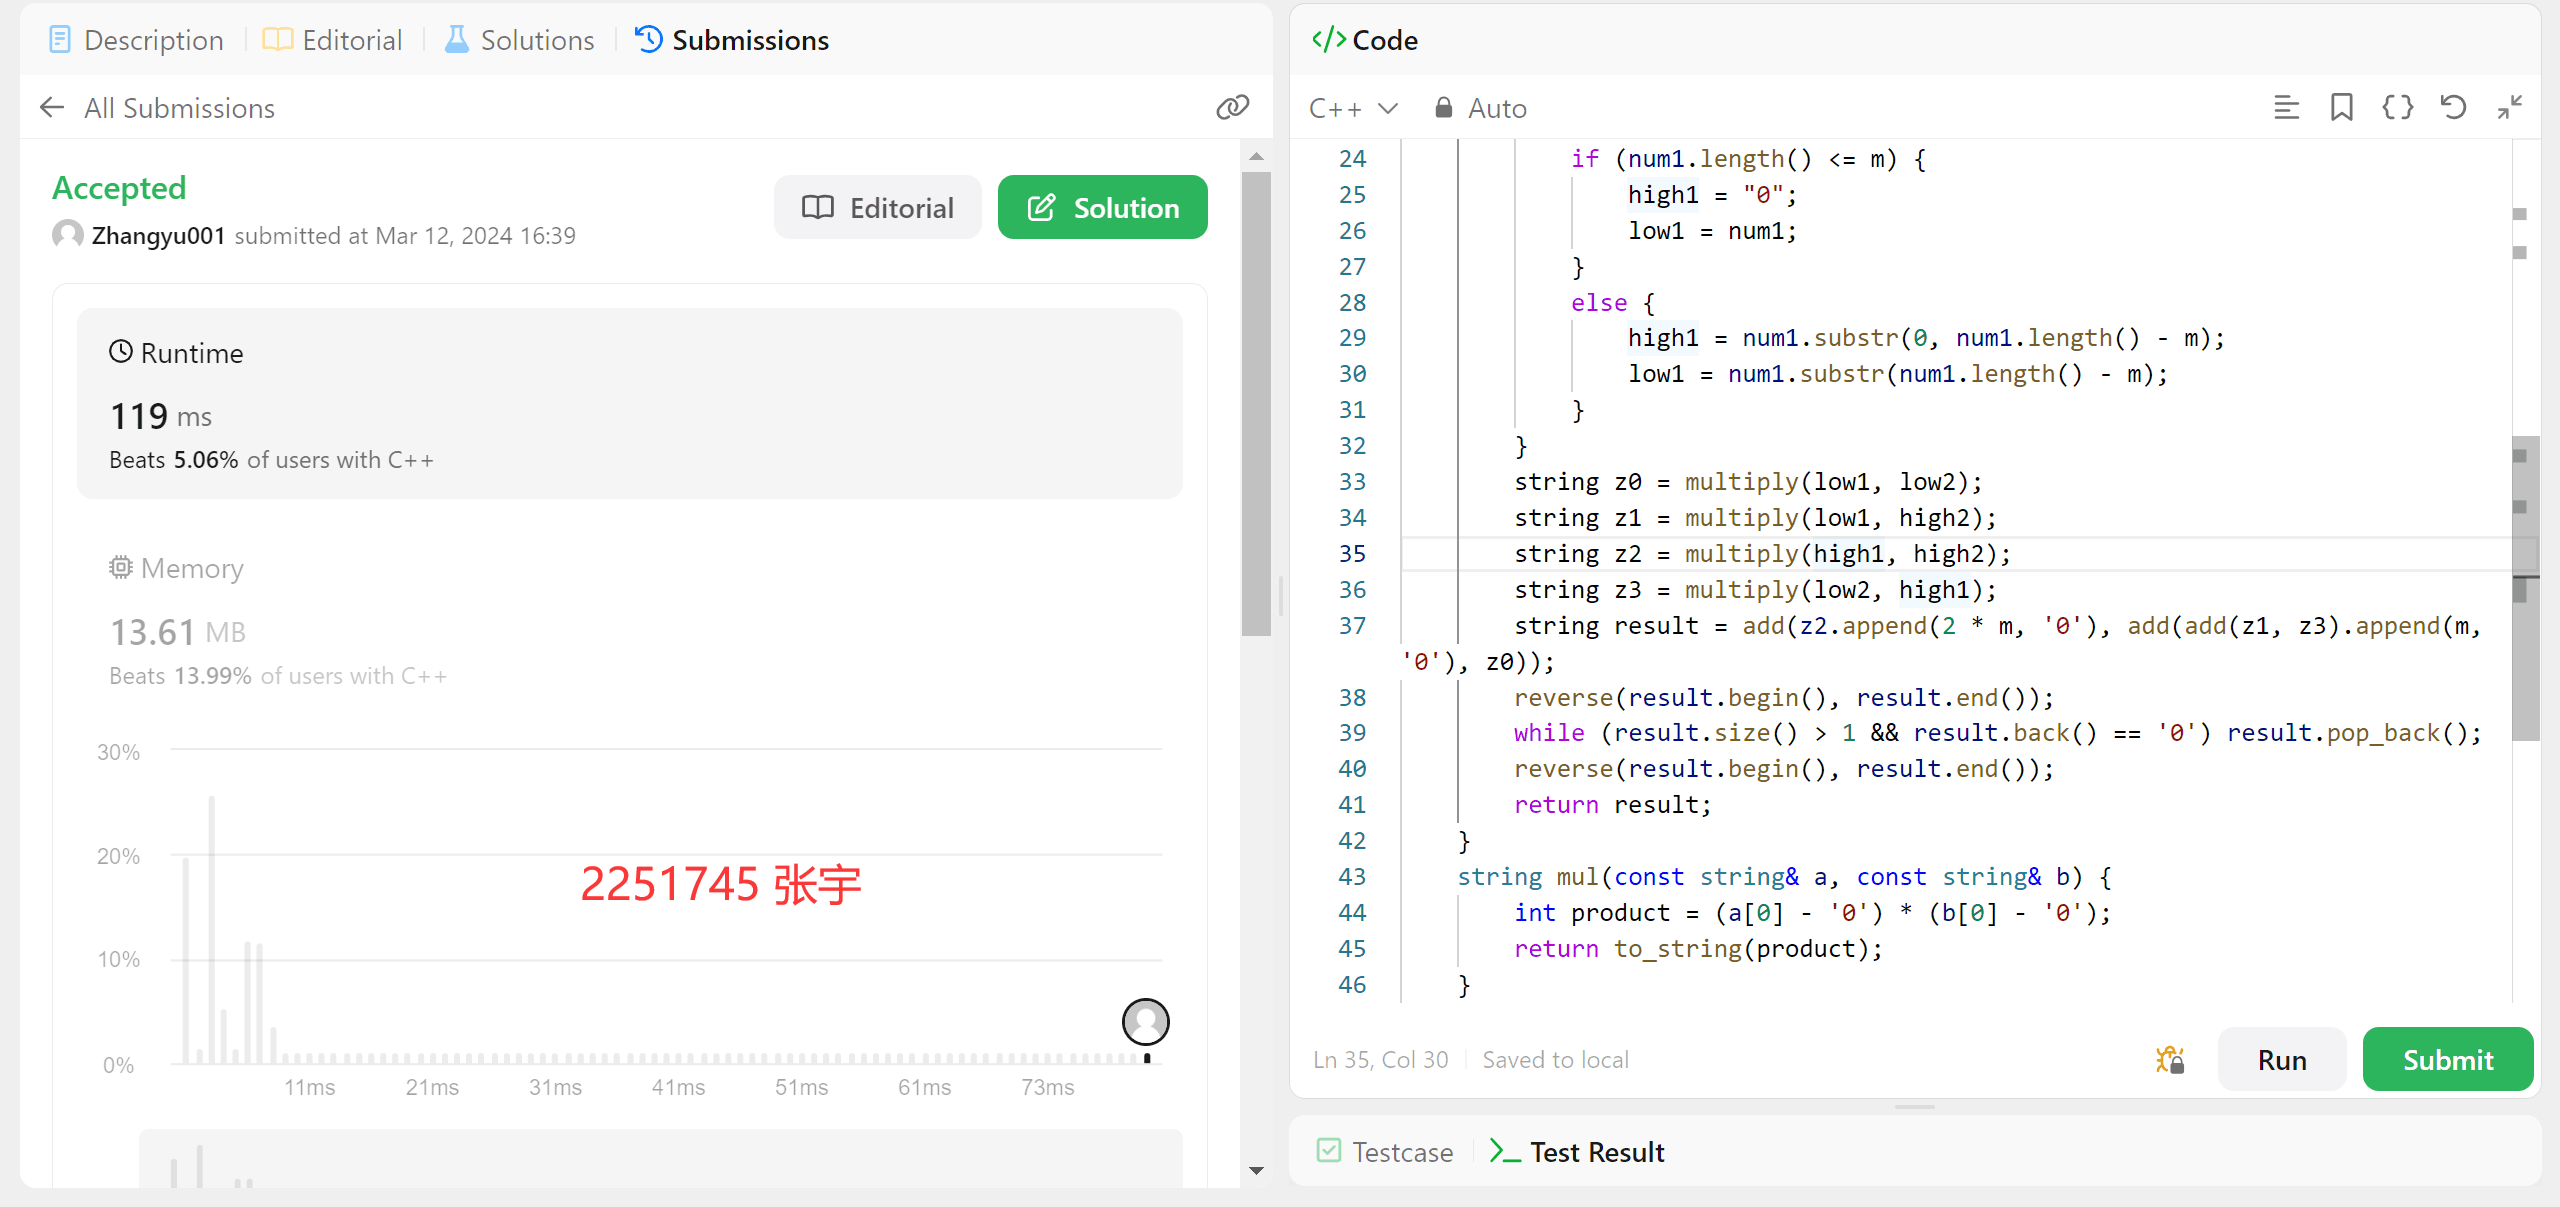 Description
Editorial
Solutions
Submissions
All Submissions
Accepted
Zhangyu001 submitted at Mar 12, 2024 16:39
Editorial
Solution
Runtime
119 ms
Beats 5.06% of users with C++
Memory
13.61 MB
Beats 13.99% of users with C++
30%
20%
10%
0%
2251745 张宇
11ms
21ms
31ms
41ms
51ms
61ms
73ms
</> Code
C++
Auto
24 if (num1.length() <= m) {
25 high1 = "0";
26 low1 = num1;
27 }
28 else {
29 high1 = num1.substr(0, num1.length() - m);
30 low1 = num1.substr(num1.length() - m);
31 }
32 }
33 string z0 = multiply(low1, low2);
34 string z1 = multiply(low1, high2);
35 string z2 = multiply(high1, high2);
36 string z3 = multiply(low2, high1);
37 string result = add(z2.append(2 * m, '0'), add(add(z1, z3).append(m,
'0'), z0));
38 reverse(result.begin(), result.end());
39 while (result.size() > 1 && result.back() == '0') result.pop_back();
40 reverse(result.begin(), result.end());
41 return result;
42 }
43 string mul(const string& a, const string& b) {
44 int product = (a[0] - '0') * (b[0] - '0');
45 return to_string(product);
46 }
Ln 35, Col 30
Saved to local
Run
Submit
Testcase
Test Result